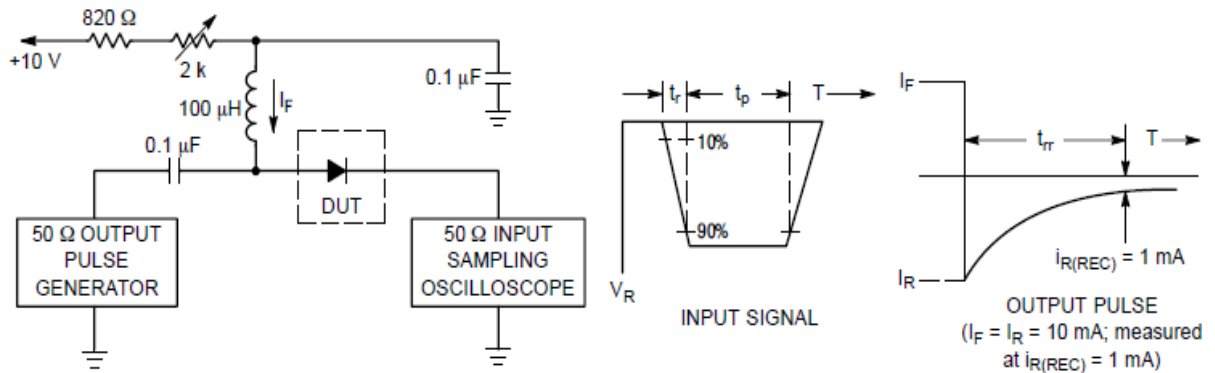 820 Ω
+10 V
2 k
0.1 μF
100 μH
I_F
0.1 μF
DUT
50 Ω OUTPUT
PULSE
GENERATOR
50 Ω INPUT
SAMPLING
OSCILLOSCOPE
t_r
t_p
T
10%
90%
V_R
INPUT SIGNAL
I_F
t_rr
T
I_R
i_R(REC) = 1 mA
OUTPUT PULSE
(I_F = I_R = 10 mA; measured
at i_R(REC) = 1 mA)